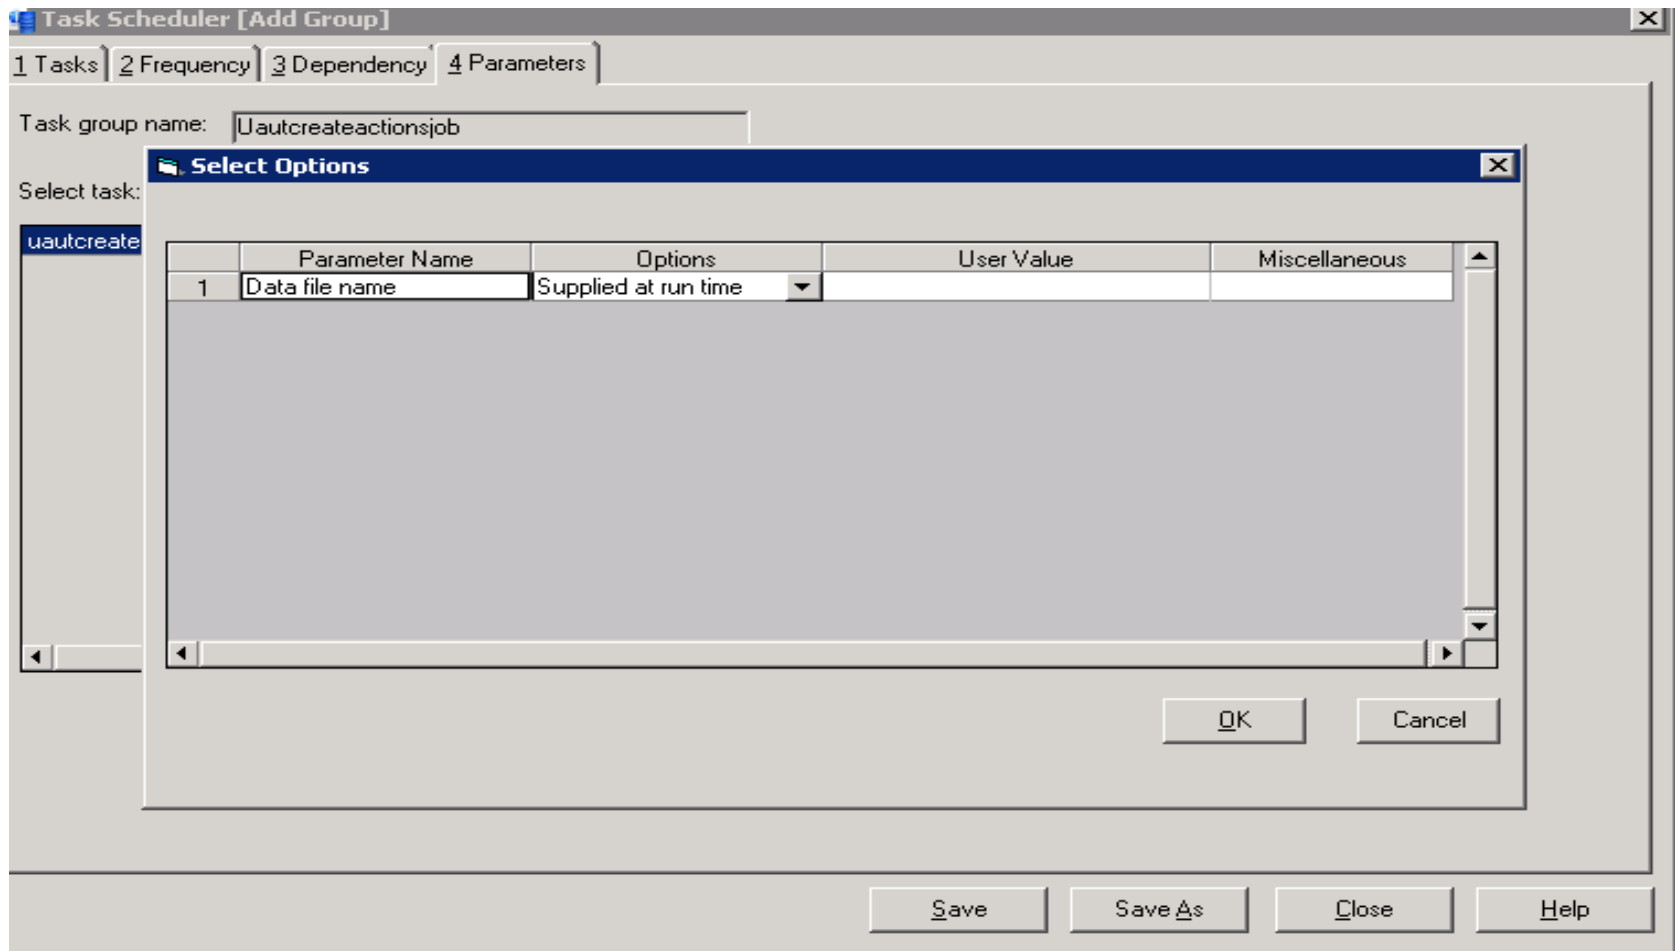 Task Scheduler [Add Group]
1 Tasks 2 Frequency 3 Dependency 4 Parameters
Task group name: Uautcreateactionsjob
Select Options
Select task:
uautcreate
Parameter Name Options User Value Miscellaneous
1 Data file name Supplied at run time
OK Cancel
Save Save As Close Help